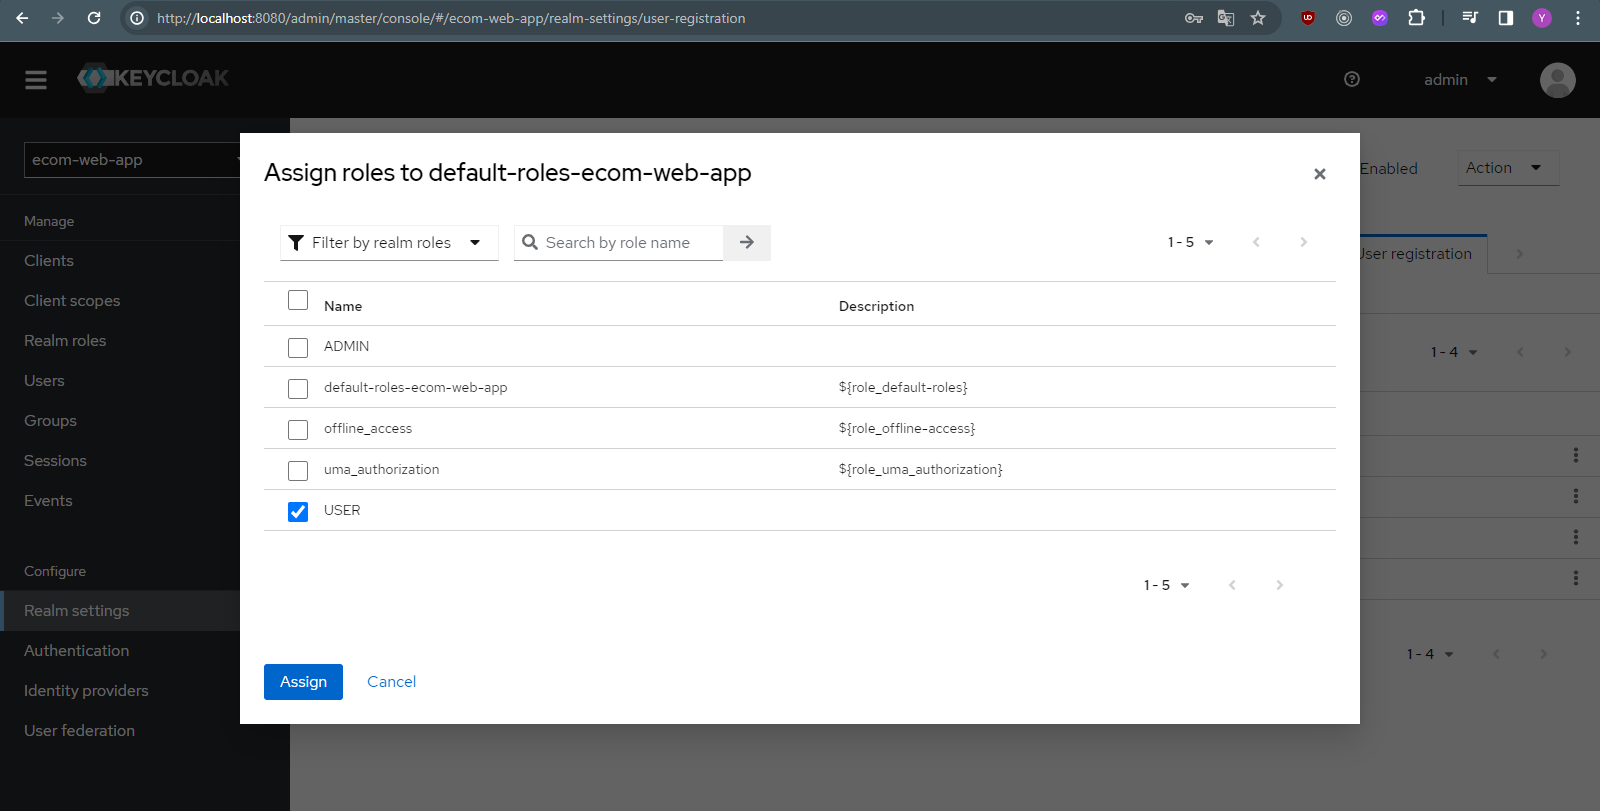 http://localhost:8080/admin/master/console/#/ecom-web-app/realm-settings/user-registration
UD
Y
KEYCLOAK
admin
ecom-web-app
Manage
Clients
Client scopes
Realm roles
Users
Groups
Sessions
Events
Configure
Realm settings
Authentication
Identity providers
User federation
Enabled
Action
User registration
1 - 4
1 - 4
Assign roles to default-roles-ecom-web-app
Filter by realm roles
Search by role name
1 - 5
Name Description
ADMIN
default-roles-ecom-web-app ${role_default-roles}
offline_access ${role_offline-access}
uma_authorization ${role_uma_authorization}
USER
1 - 5
Assign Cancel